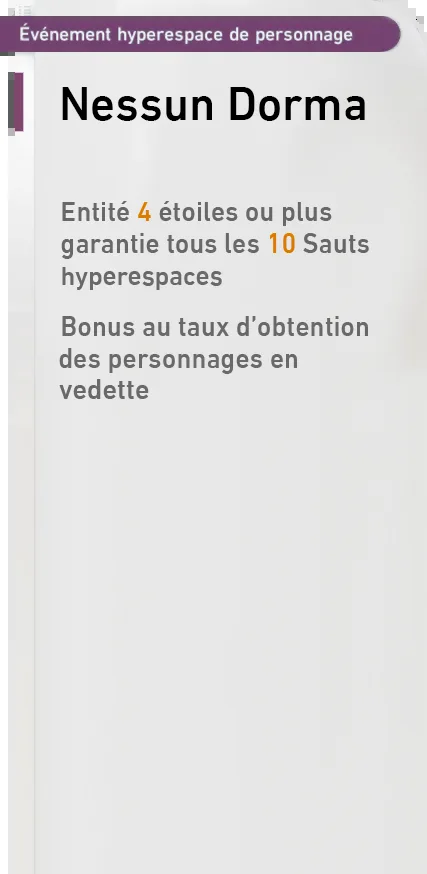 Événement hyperespace de personnage
Nessun Dorma
Entité 4 étoiles ou plus
garantie tous les 10 Sauts
hyperespaces
Bonus au taux d’obtention
des personnages en
vedette